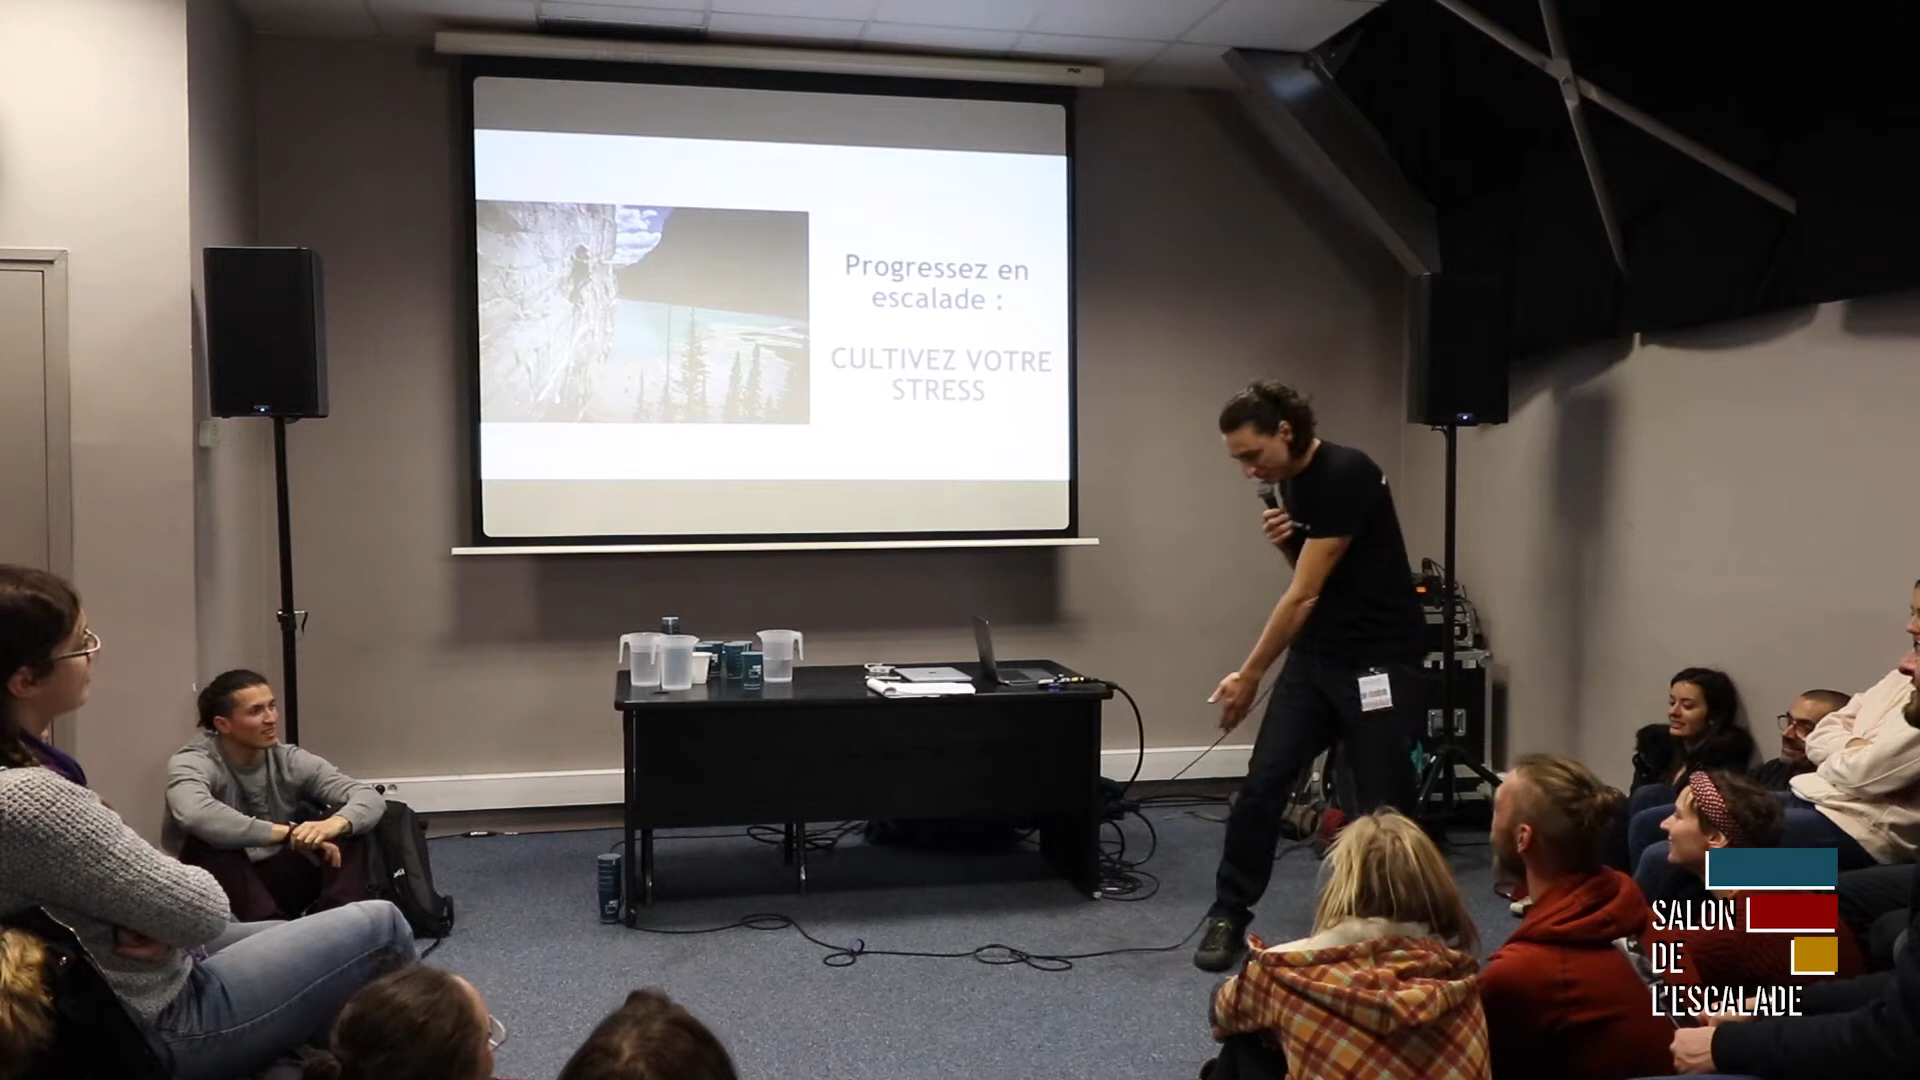 Progressez en
escalade :
CULTIVEZ VOTRE
STRESS
SALON
DE
L'ESCALADE